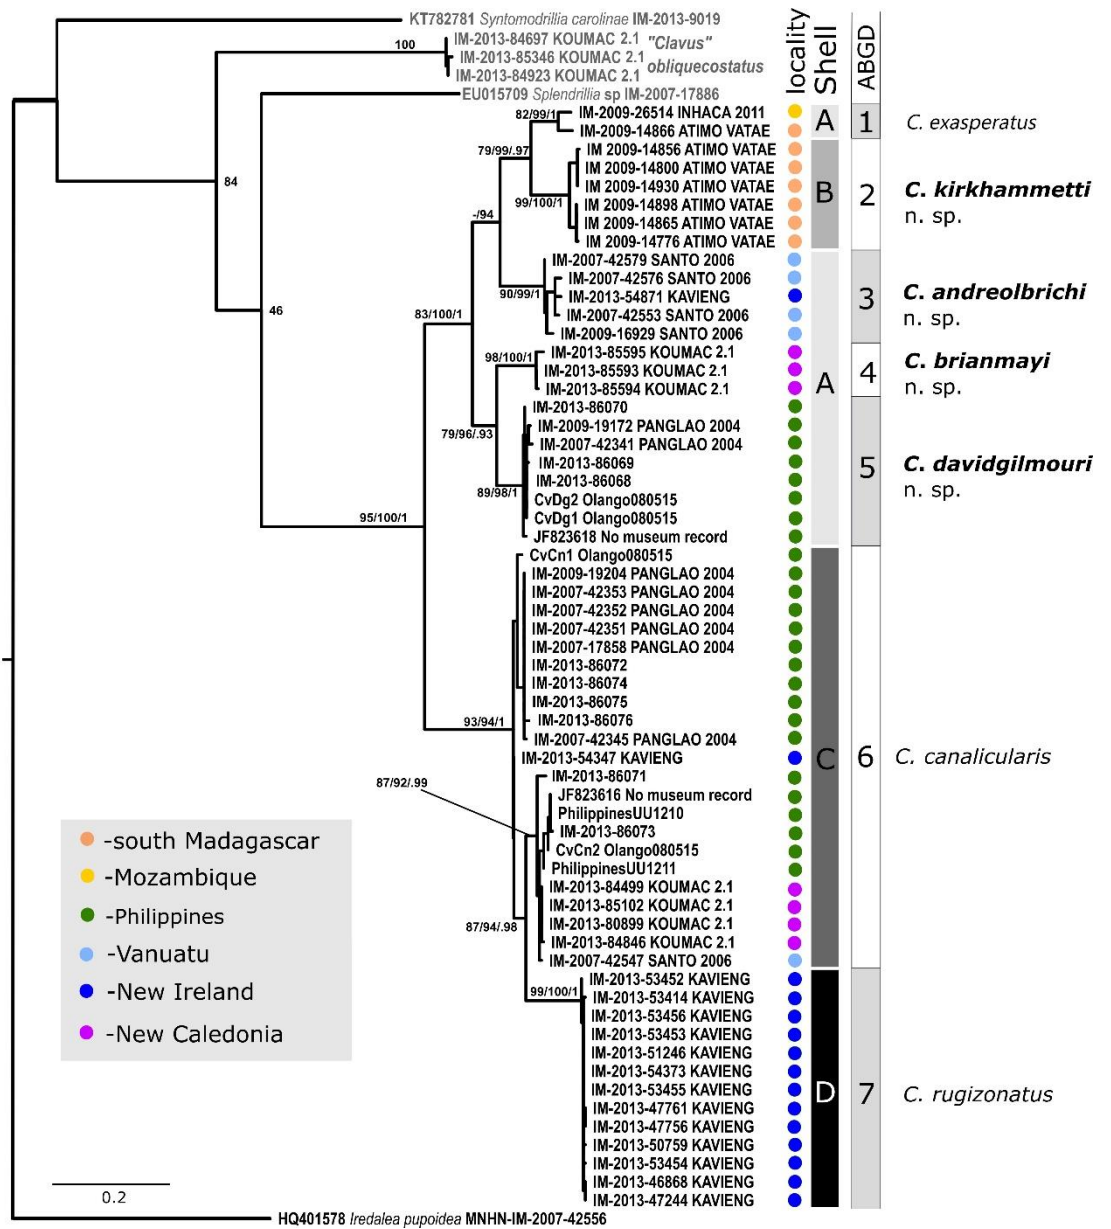 KT782781 Syntomodrillia carolinae IM-2013-9019
locality
Shell
ABGD
100
IM-2013-84697 KOUMAC 2.1 "Clavus"
IM-2013-85346 KOUMAC 2.1 obliquecostatus
IM-2013-84923 KOUMAC 2.1
EU015709 Splendrillia sp IM-2007-17886
82/99/1
IM-2009-26514 INHACA 2011
A
1
C. exasperatus
IM-2009-14866 ATIMO VATAE
79/99/.97
IM 2009-14856 ATIMO VATAE
IM 2009-14800 ATIMO VATAE
84
IM 2009-14930 ATIMO VATAE
B
2
C. kirkhammetti
n. sp.
99/100/1
IM-2009-14898 ATIMO VATAE
-/94
IM 2009-14865 ATIMO VATAE
IM 2009-14776 ATIMO VATAE
IM-2007-42579 SANTO 2006
IM-2007-42576 SANTO 2006
90/99/1
IM-2013-54871 KAVIENG
3
C. andreolbrichi
n. sp.
46
83/100/1
IM-2007-42553 SANTO 2006
IM-2009-16929 SANTO 2006
98/100/1
IM-2013-85595 KOUMAC 2.1
IM-2013-85593 KOUMAC 2.1
A
4
C. brianmayi
n. sp.
IM-2013-85594 KOUMAC 2.1
IM-2013-86070
IM-2009-19172 PANGLAO 2004
79/96/.93
IM-2007-42341 PANGLAO 2004
IM-2013-86069
5
C. davidgilmouri
n. sp.
IM-2013-86068
89/98/1
CvDg2 Olango080515
95/100/1
CvDg1 Olango080515
JF823618 No museum record
CvCn1 Olango080515
IM-2009-19204 PANGLAO 2004
IM-2007-42353 PANGLAO 2004
IM-2007-42352 PANGLAO 2004
IM-2007-42351 PANGLAO 2004
IM-2007-17858 PANGLAO 2004
IM-2013-86072
IM-2013-86074
IM-2013-86075
93/94/1
IM-2013-86076
IM-2007-42345 PANGLAO 2004
IM-2013-54347 KAVIENG
C
6
C. canalicularis
87/92/.99
IM-2013-86071
JF823616 No museum record
PhilippinesUU1210
IM-2013-86073
CvCn2 Olango080515
PhilippinesUU1211
IM-2013-84499 KOUMAC 2.1
IM-2013-85102 KOUMAC 2.1
87/94/.98
IM-2013-80899 KOUMAC 2.1
IM-2013-84846 KOUMAC 2.1
IM-2007-42547 SANTO 2006
-south Madagascar
-Mozambique
-Philippines
-Vanuatu
-New Ireland
-New Caledonia
99/100/1
IM-2013-53452 KAVIENG
IM-2013-53414 KAVIENG
IM-2013-53456 KAVIENG
IM-2013-53453 KAVIENG
IM-2013-51246 KAVIENG
IM-2013-54373 KAVIENG
IM-2013-53455 KAVIENG
D
7
C. rugizonatus
IM-2013-47761 KAVIENG
IM-2013-47756 KAVIENG
IM-2013-50759 KAVIENG
IM-2013-53454 KAVIENG
IM-2013-46868 KAVIENG
IM-2013-47244 KAVIENG
0.2
HQ401578 Iredalea pupoidea MNHN-IM-2007-42556